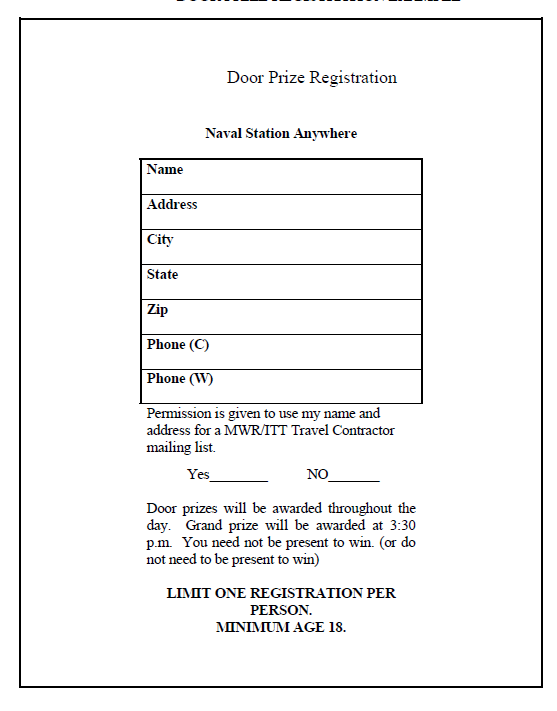 Door Prize Registration
Naval Station Anywhere
Name
Address
City
State
Zip
Phone (C)
Phone (W)
Permission is given to use my name and
address for a MWR/ITT Travel Contractor
mailing list.
Yes________ NO_______
Door prizes will be awarded throughout the
day. Grand prize will be awarded at 3:30
p.m. You need not be present to win. (or do
not need to be present to win)
LIMIT ONE REGISTRATION PER
PERSON.
MINIMUM AGE 18.